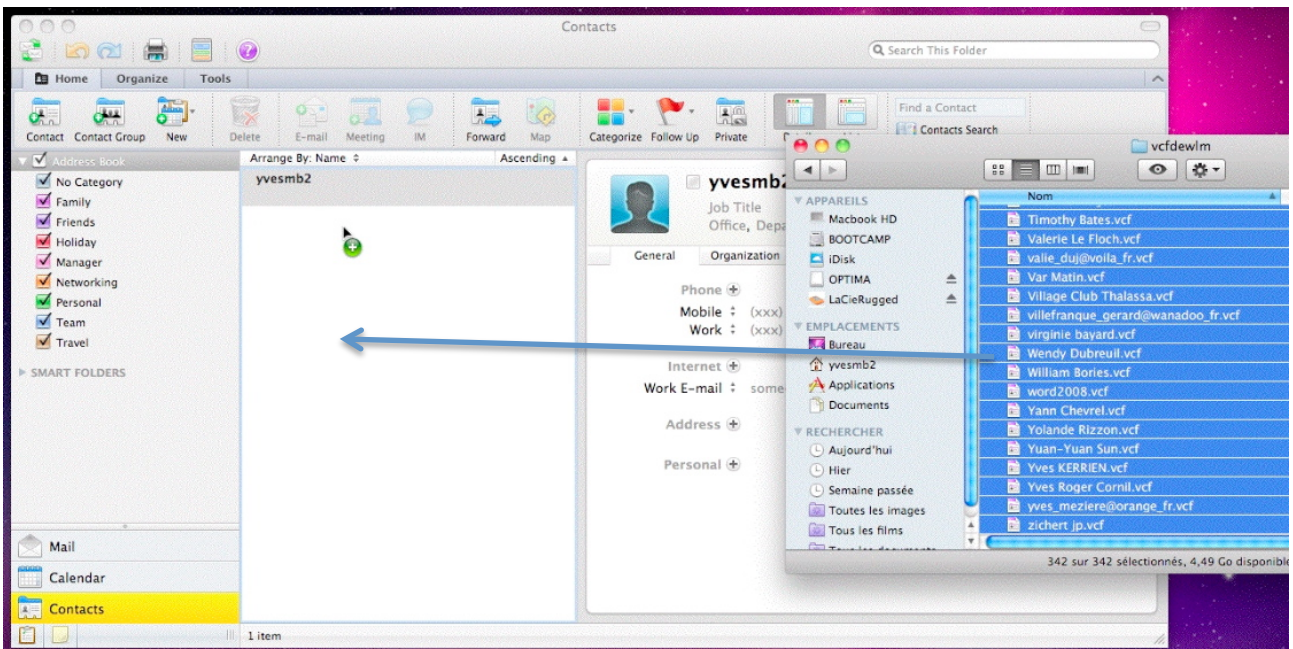 Contacts
Search This Folder
Home Organize Tools
Contact Contact Group New Delete E-mail Meeting IM Forward Map Categorize Follow Up Private
Find a Contact
Contacts Search
Address Book
No Category
Family
Friends
Holiday
Manager
Networking
Personal
Team
Travel
SMART FOLDERS
Mail
Calendar
Contacts
Arrange By: Name Ascending
yvesmb2
1 item
yvesmb2
Job Title
Office, Depa
General Organization
Phone
Mobile (xxx)
Work (xxx)
Internet
Work E-mail some
Address
Personal
vcfdewlm
APPAREILS
Macbook HD
BOOTCAMP
iDisk
OPTIMA
LaCieRugged
EMPLACEMENTS
Bureau
yvesmb2
Applications
Documents
RECHERCHER
Aujourd'hui
Hier
Semaine passée
Toutes les images
Tous les films
Nom
Timothy Bates.vcf
Valerie Le Floch.vcf
valie_duj@voila_fr.vcf
Var Matin.vcf
Village Club Thalassa.vcf
villefranque_gerard@wanadoo_fr.vcf
virginie bayard.vcf
Wendy Dubreuil.vcf
William Bories.vcf
word2008.vcf
Yann Chevrel.vcf
Yolande Rizzon.vcf
Yuan-Yuan Sun.vcf
Yves KERRIEN.vcf
Yves Roger Cornil.vcf
yves_meziere@orange_fr.vcf
zichert jp.vcf
342 sur 342 sélectionnés, 4,49 Go disponible